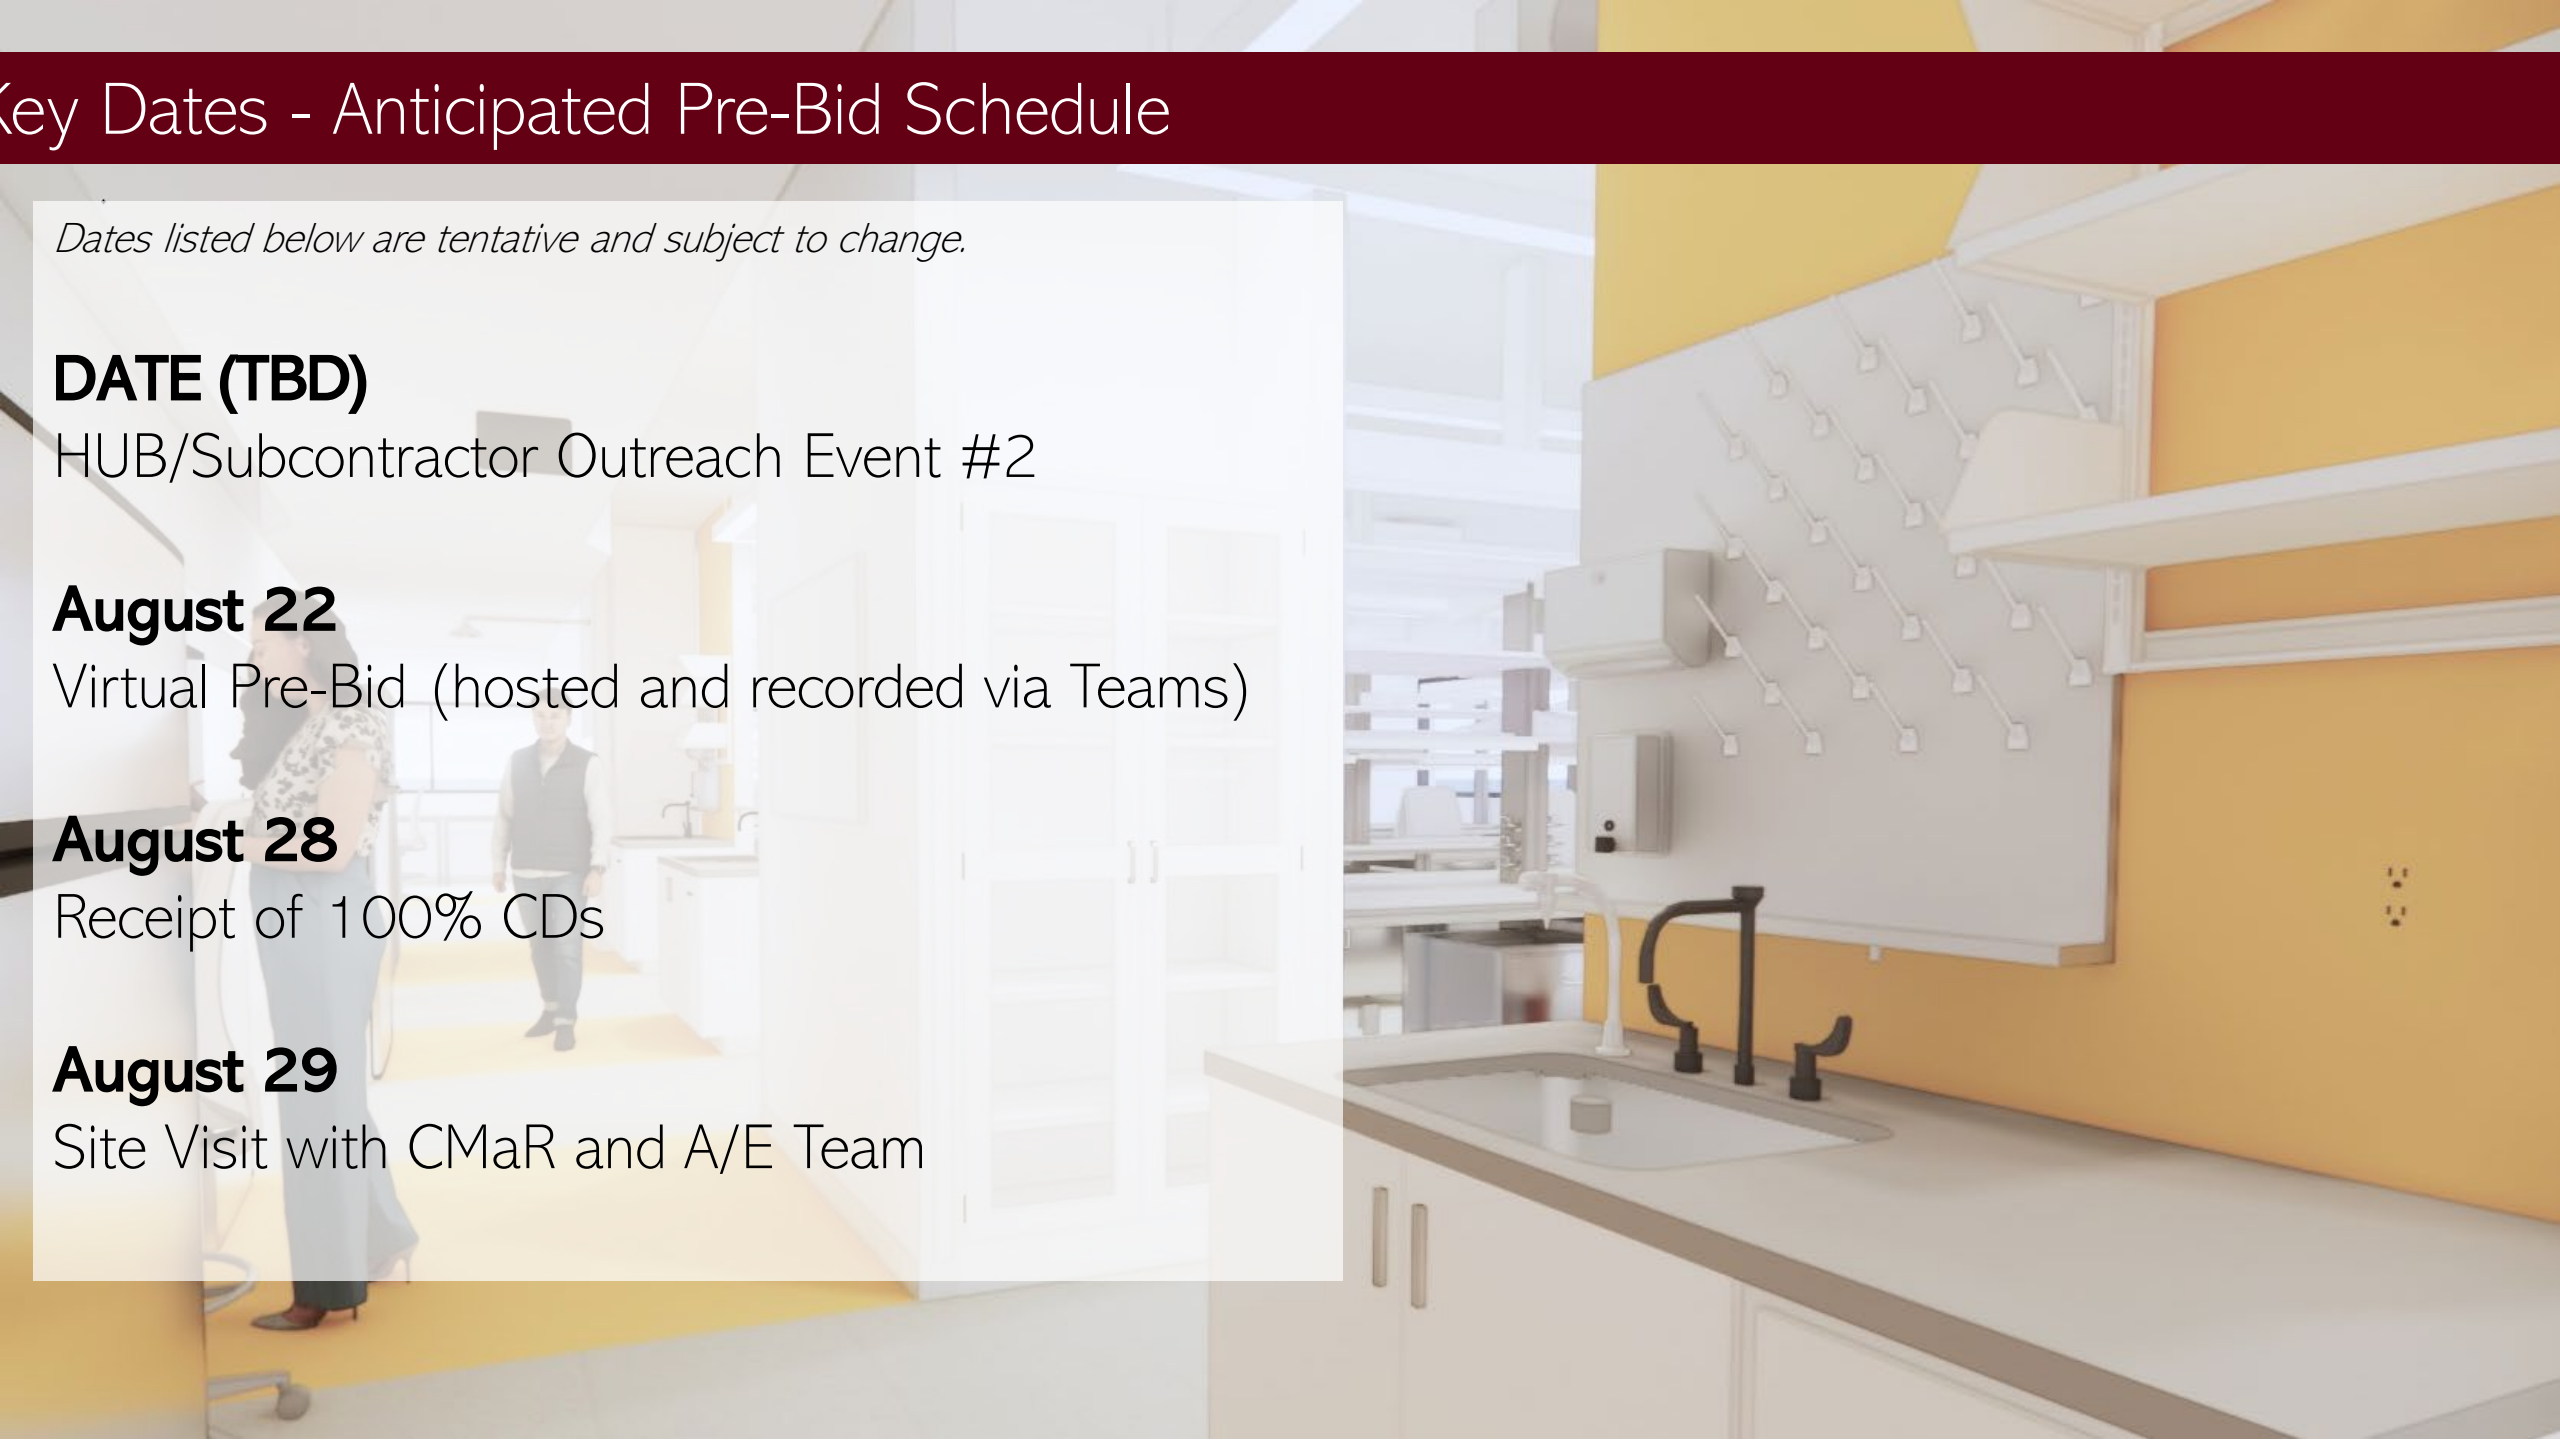 Key Dates - Anticipated Pre-Bid Schedule
Dates listed below are tentative and subject to change.
DATE (TBD)
HUB/Subcontractor Outreach Event #2
August 22
Virtual Pre-Bid (hosted and recorded via Teams)
August 28
Receipt of 100% CDs
August 29
Site Visit with CMaR and A/E Team